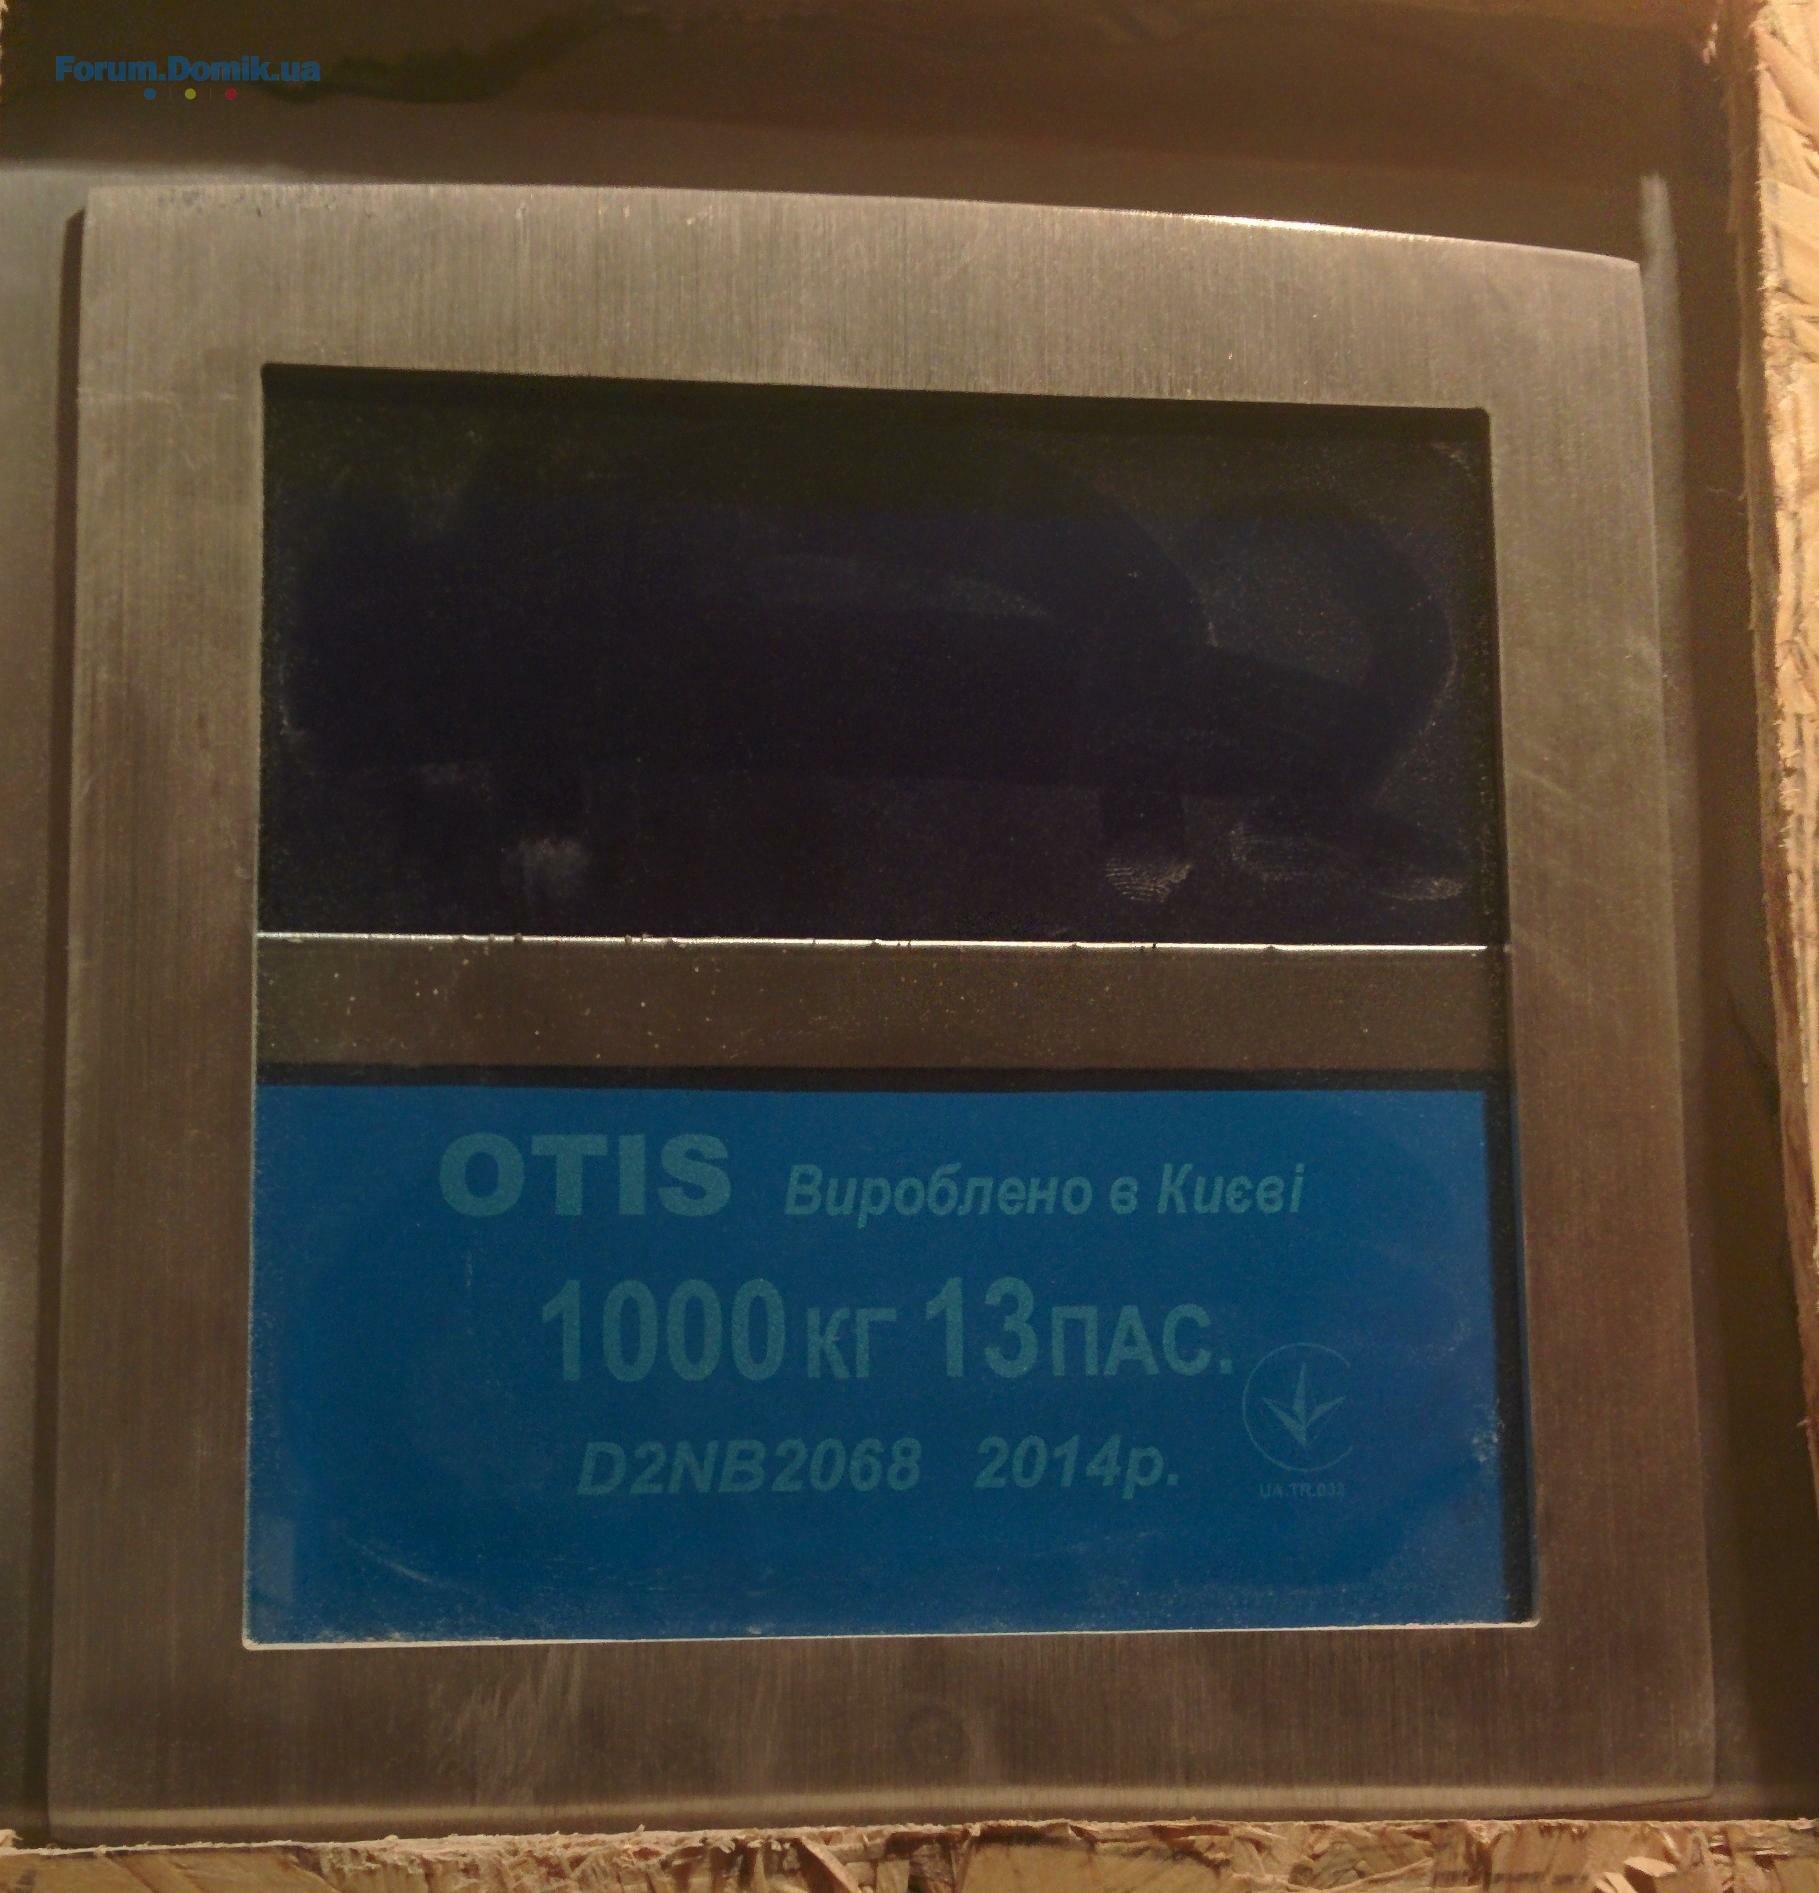 Forum.Domik.ua
OTIS Вироблено в Києві
1000 КГ 13 ПАС.
D2NB2068 2014р.
UA.TR.032